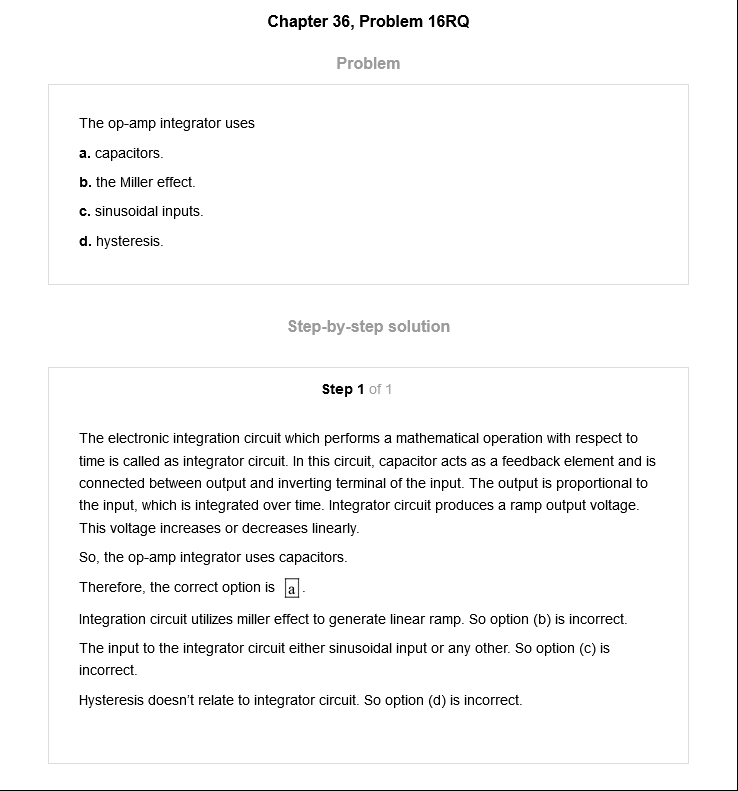 Chapter 36, Problem 16RQ
Problem
The op-amp integrator uses
a. capacitors.
b. the Miller effect.
c. sinusoidal inputs.
d. hysteresis.
Step-by-step solution
Step 1 of 1
The electronic integration circuit which performs a mathematical operation with respect to
time is called as integrator circuit. In this circuit, capacitor acts as a feedback element and is
connected between output and inverting terminal of the input. The output is proportional to
the input, which is integrated over time. Integrator circuit produces a ramp output voltage.
This voltage increases or decreases linearly.
So, the op-amp integrator uses capacitors.
Therefore, the correct option is a.
Integration circuit utilizes miller effect to generate linear ramp. So option (b) is incorrect.
The input to the integrator circuit either sinusoidal input or any other. So option (c) is
incorrect.
Hysteresis doesn't relate to integrator circuit. So option (d) is incorrect.